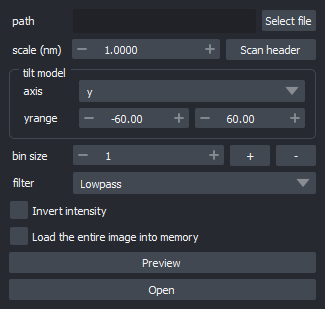 path Select file
scale (nm) − 1.0000 + Scan header
tilt model
axis y
yrange − -60.00 + − 60.00 +
bin size − 1 + + -
filter Lowpass
Invert intensity
Load the entire image into memory
Preview
Open